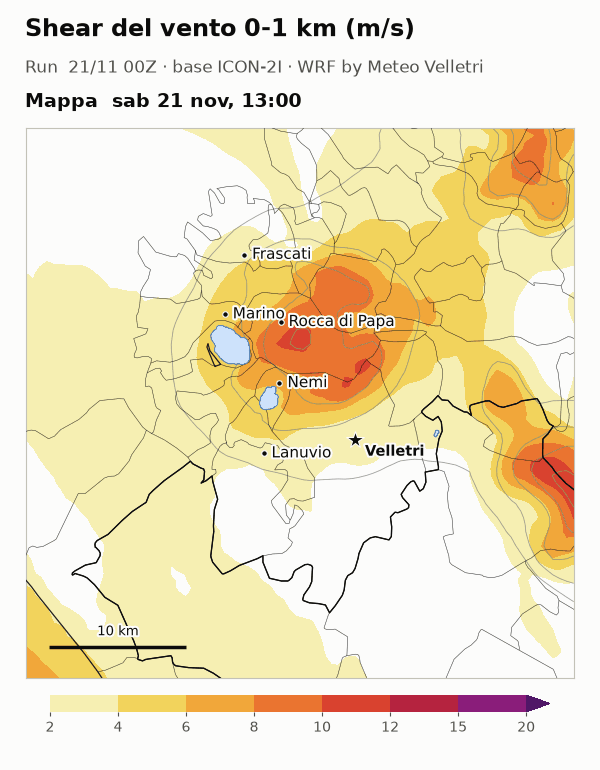 Shear del vento 0-1 km (m/s)
Run  21/11 00Z · base ICON-2I · WRF by Meteo Velletri
Mappa  sab 21 nov, 13:00
Frascati
Marino
Rocca di Papa
Nemi
Velletri
Lanuvio
10 km
2 4 6 8 10 12 15 20